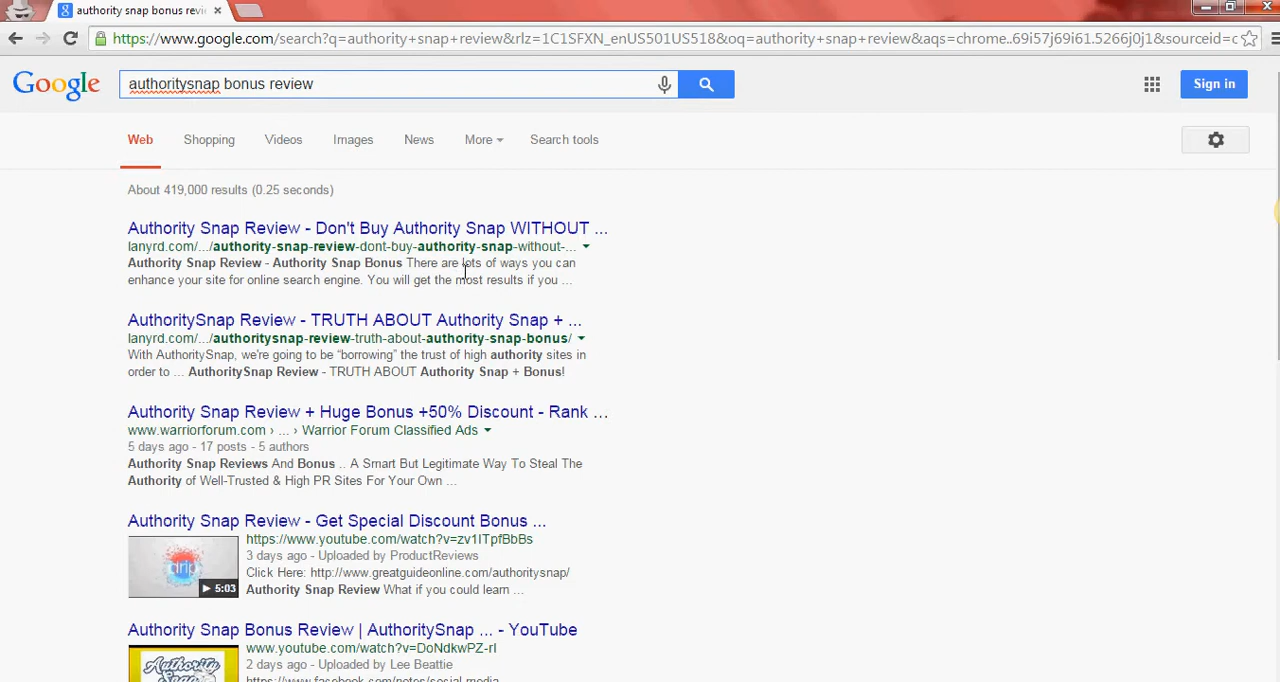 authority snap bonus revi
https://www.google.com/search?q=authority+snap+review&rlz=1C1SFXN_enUS501US518&oq=authority+snap+review&aqs=chrome..69i57j69i61.5266j0j1&sourceid=c
Google
authoritysnap bonus review
Sign in
Web Shopping Videos Images News More Search tools
About 419,000 results (0.25 seconds)
Authority Snap Review - Don't Buy Authority Snap WITHOUT ...
lanyrd.com/.../authority-snap-review-dont-buy-authority-snap-without-...
Authority Snap Review - Authority Snap Bonus There are lots of ways you can
enhance your site for online search engine. You will get the most results if you ...
AuthoritySnap Review - TRUTH ABOUT Authority Snap + ...
lanyrd.com/.../authoritysnap-review-truth-about-authority-snap-bonus/
With AuthoritySnap, we're going to be “borrowing” the trust of high authority sites in
order to ... AuthoritySnap Review - TRUTH ABOUT Authority Snap + Bonus!
Authority Snap Review + Huge Bonus +50% Discount - Rank ...
www.warriorforum.com › ... › Warrior Forum Classified Ads
5 days ago - 17 posts - 5 authors
Authority Snap Reviews And Bonus .. A Smart But Legitimate Way To Steal The
Authority of Well-Trusted & High PR Sites For Your Own ...
Authority Snap Review - Get Special Discount Bonus ...
https://www.youtube.com/watch?v=zv1ITpfBbBs
3 days ago - Uploaded by ProductReviews
Click Here: http://www.greatguideonline.com/authoritysnap/
5:03
Authority Snap Review What if you could learn ...
Authority Snap Bonus Review | AuthoritySnap ... - YouTube
www.youtube.com/watch?v=DoNdkwPZ-rI
2 days ago - Uploaded by Lee Beattie
Authority
https://www.facebook.com/notes/social-media